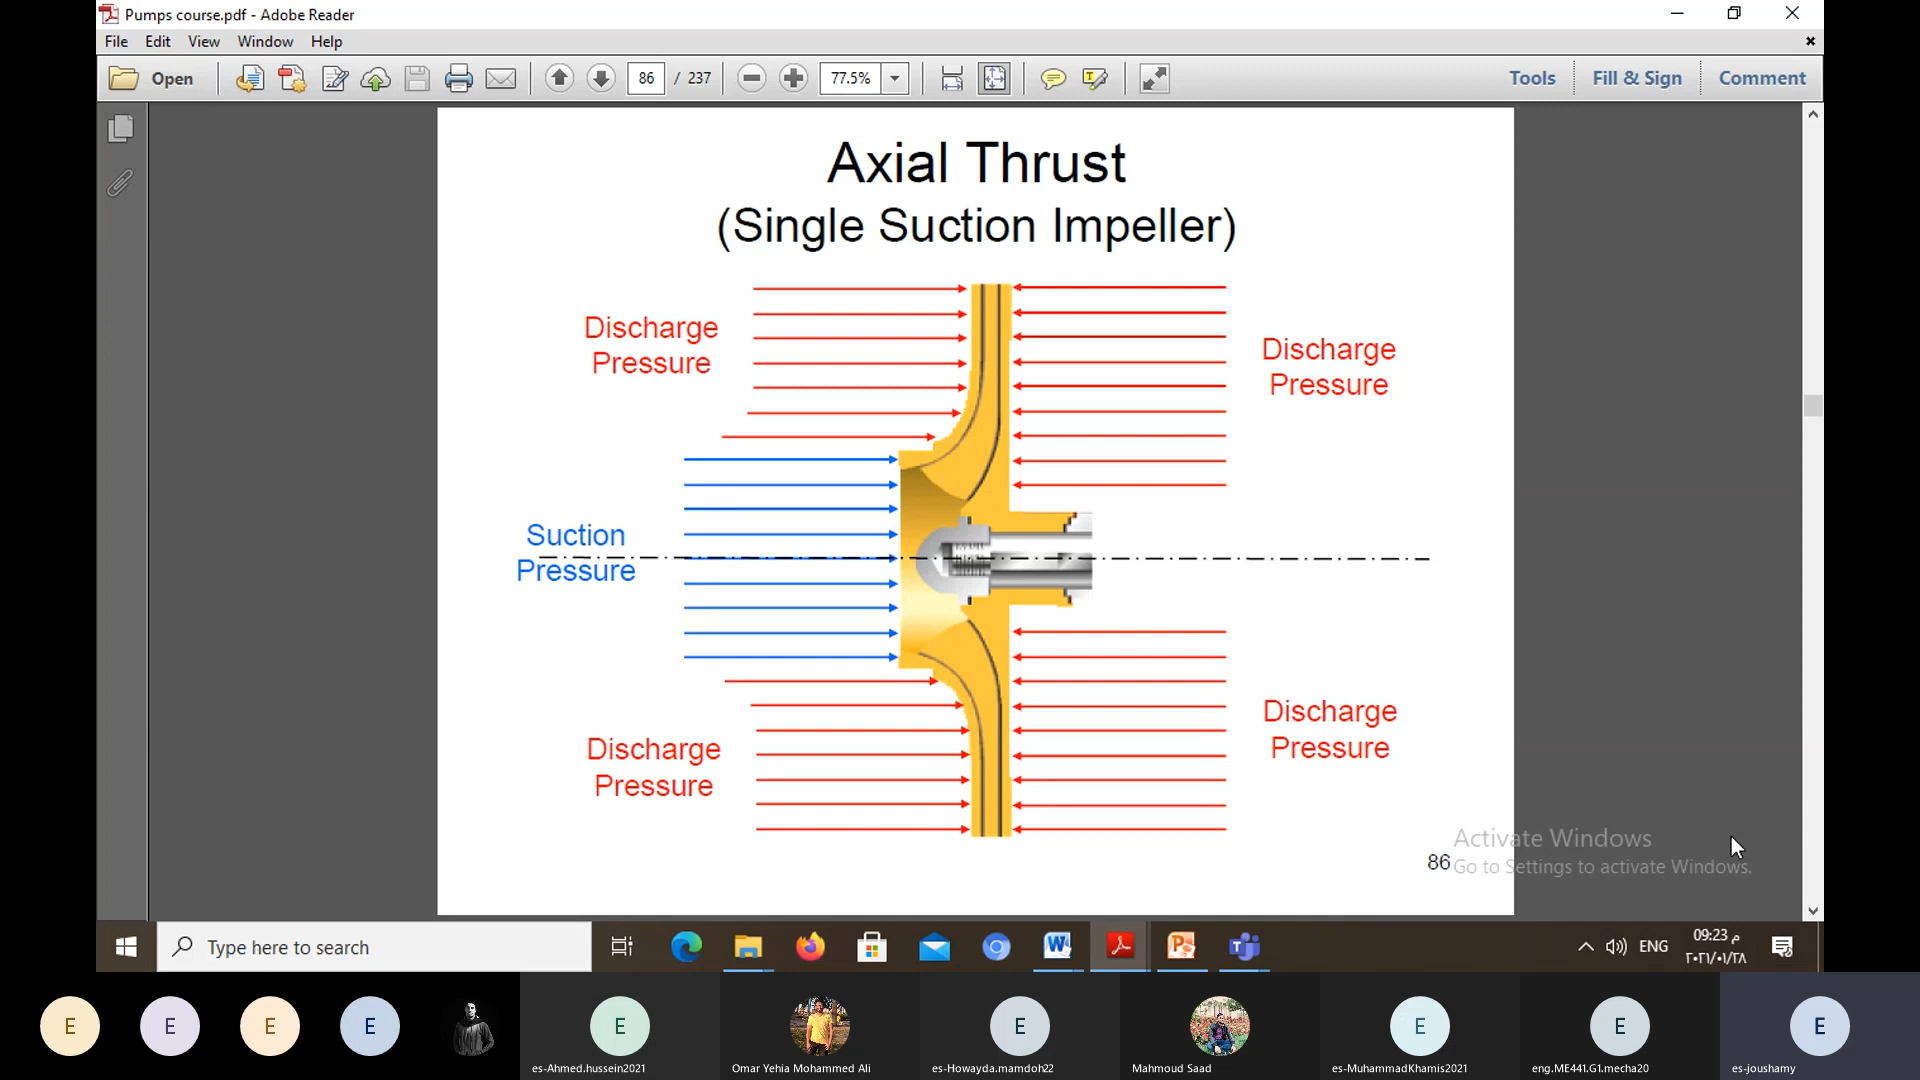 Pumps course.pdf - Adobe Reader
File Edit View Window Help
Open 86 / 237 77.5% Tools Fill & Sign Comment
Axial Thrust
(Single Suction Impeller)
Discharge
Pressure
Discharge
Pressure
Suction
Pressure
Discharge
Pressure
Discharge
Pressure
Activate Windows
86
Go to Settings to activate Windows.
Type here to search
ENG
09:23 م
٢٠٢١/٠١/٢٨
E E E E E E E E E
es-Ahmed.hussein2021 Omar Yehia Mohammed Ali es-Howayda.mamdoh22 Mahmoud Saad es-MuhammadKhamis2021 eng.ME441.G1.mecha20 es-joushamy